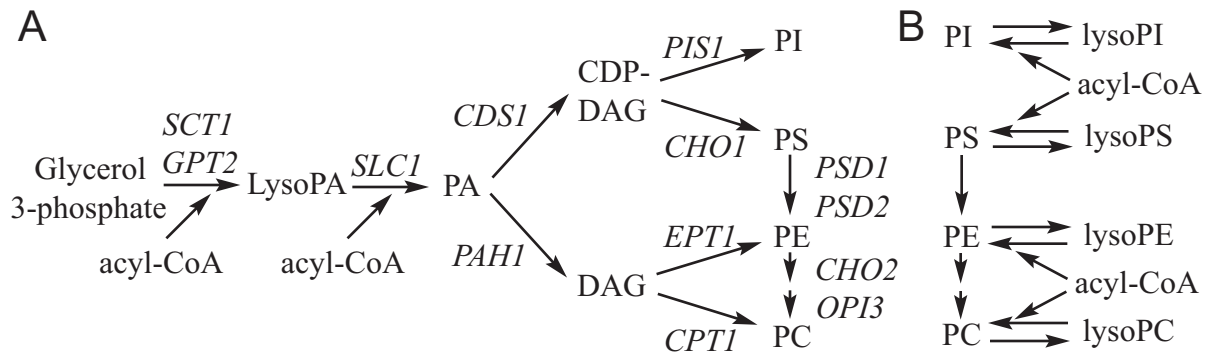 A
B
PIS1
PI
PI
lysoPI
CDP-
DAG
acyl-CoA
SCT1
GPT2
CDS1
CHO1
PS
PS
lysoPS
Glycerol
3-phosphate
LysoPA
SLC1
PA
PSD1
PSD2
acyl-CoA
acyl-CoA
PAH1
EPT1
PE
PE
lysoPE
DAG
CHO2
OPI3
acyl-CoA
CPT1
PC
PC
lysoPC